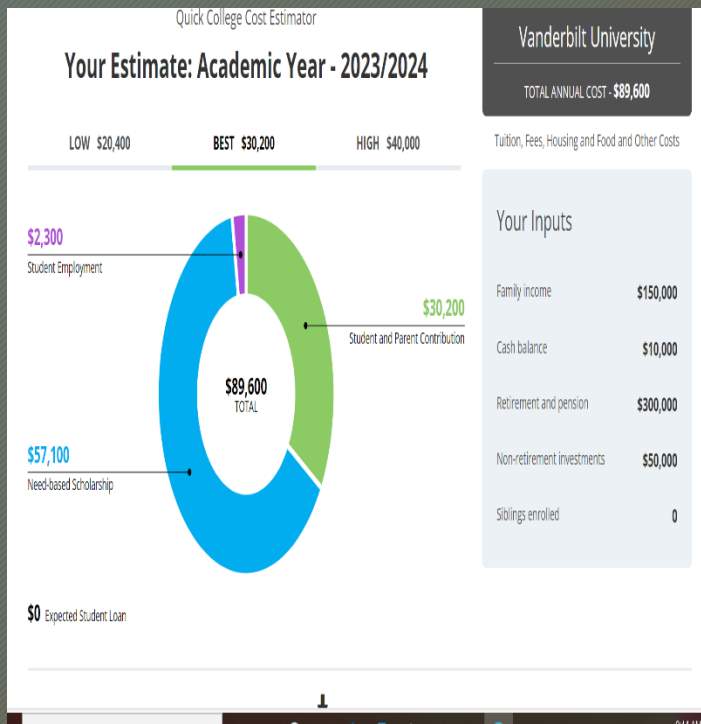 Quick College Cost Estimator
Your Estimate: Academic Year - 2023/2024
LOW $20,400 BEST $30,200 HIGH $40,000
$2,300
Student Employment
$30,200
Student and Parent Contribution
$89,600
TOTAL
$57,100
Need-based Scholarship
$0 Expected Student Loan
Vanderbilt University
TOTAL ANNUAL COST - $89,600
Tuition, Fees, Housing and Food and Other Costs
Your Inputs
Family income $150,000
Cash balance $10,000
Retirement and pension $300,000
Non-retirement investments $50,000
Siblings enrolled 0